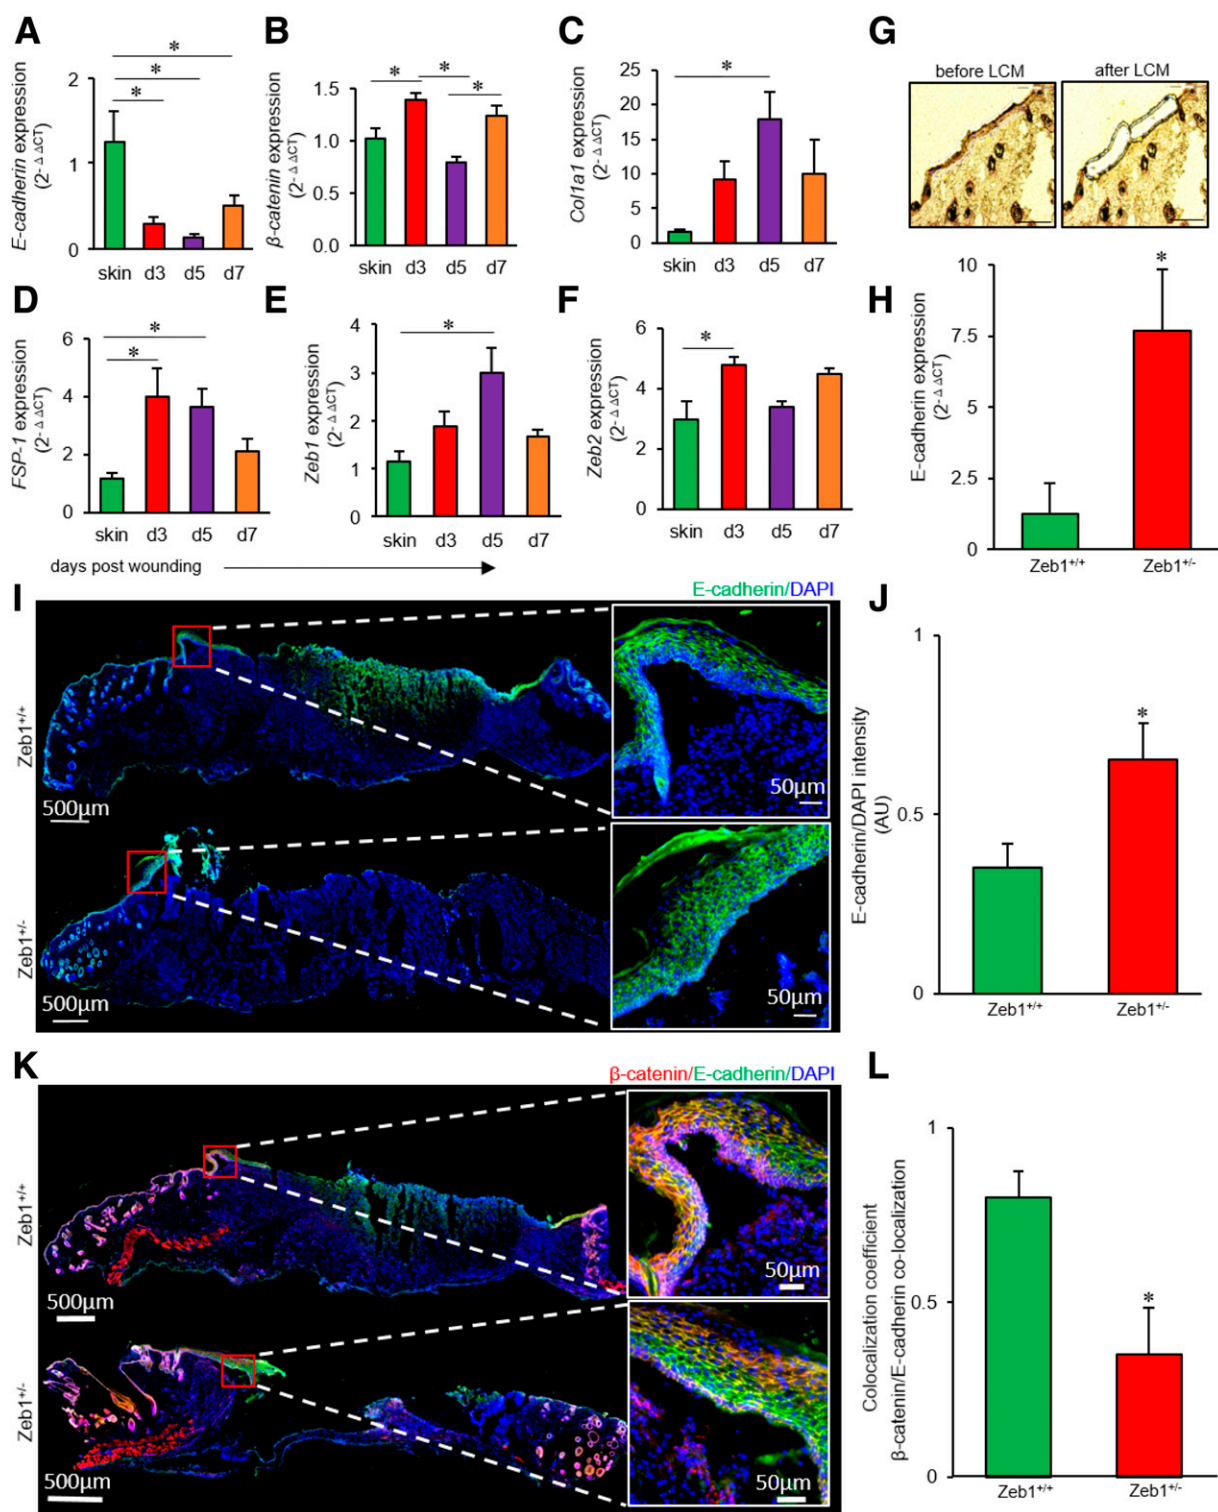 A
E-cadherin expression
(2-ΔΔCT)
2
1
0
skin d3 d5 d7
* * *
B
β-catenin expression
(2-ΔΔCT)
1.5
1.0
0.5
0.0
skin d3 d5 d7
* * *
C
Col1a1 expression
(2-ΔΔCT)
25
20
15
10
5
0
skin d3 d5 d7
*
G
before LCM after LCM
D
FSP-1 expression
(2-ΔΔCT)
6
4
2
0
skin d3 d5 d7
* *
E
Zeb1 expression
(2-ΔΔCT)
4
3
2
1
0
skin d3 d5 d7
*
F
Zeb2 expression
(2-ΔΔCT)
6
4
2
0
skin d3 d5 d7
*
H
E-cadherin expression
(2-ΔΔCT)
10
7.5
5
2.5
0
*
Zeb1+/+ Zeb1+/-
days post wounding
I
E-cadherin/DAPI
Zeb1+/+
500µm
50µm
Zeb1+/-
500µm
50µm
J
E-cadherin/DAPI intensity
(AU)
1
0.5
0
*
Zeb1+/+ Zeb1+/-
K
β-catenin/E-cadherin/DAPI
Zeb1+/+
500µm
50µm
Zeb1+/-
500µm
50µm
L
Colocalization coefficient
β-catenin/E-cadherin co-localization
1
0.5
0
*
Zeb1+/+ Zeb1+/-